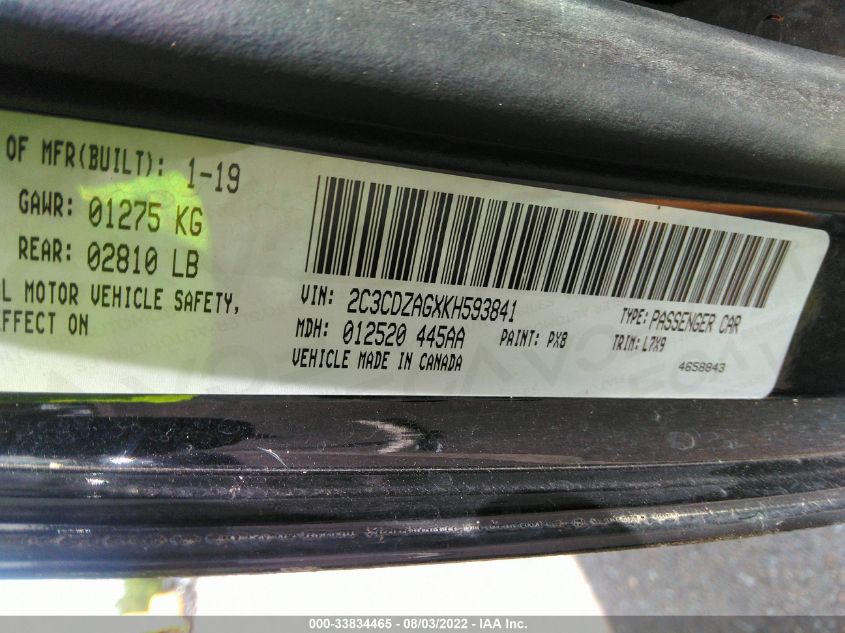 OF MFR(BUILT): 1-19
GAWR: 01275 KG
REAR: 02810 LB
L MOTOR VEHICLE SAFETY,
EFFECT ON
VIN: 2C3CDZAGXKH593841
TYPE: PASSENGER CAR
MDH: 012520 445AA
PAINT: PX8
TRIM: L7X9
VEHICLE MADE IN CANADA
4658843
000-33834465 - 08/03/2022 - IAA Inc.